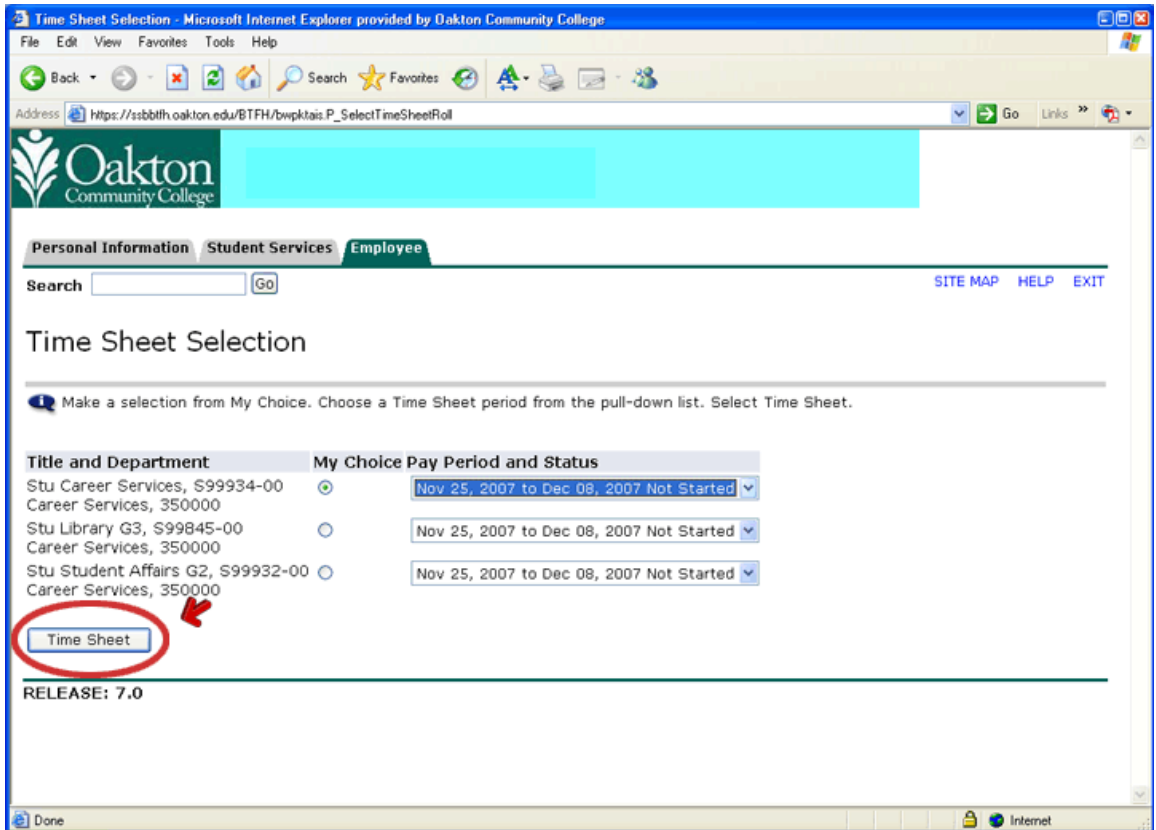 Time Sheet Selection - Microsoft Internet Explorer provided by Oakton Community College
File Edit View Favorites Tools Help
Back Search Favorites
Address https://ssbbtfh.oakton.edu/BTFH/bwpktais.P_SelectTimeSheetRoll Go Links »
Oakton
Community College
Personal Information Student Services Employee
Search Go SITE MAP HELP EXIT
Time Sheet Selection
Make a selection from My Choice. Choose a Time Sheet period from the pull-down list. Select Time Sheet.
Title and Department My Choice Pay Period and Status
Stu Career Services, S99934-00 Nov 25, 2007 to Dec 08, 2007 Not Started
Career Services, 350000
Stu Library G3, S99845-00 Nov 25, 2007 to Dec 08, 2007 Not Started
Career Services, 350000
Stu Student Affairs G2, S99932-00 Nov 25, 2007 to Dec 08, 2007 Not Started
Career Services, 350000
Time Sheet
RELEASE: 7.0
Done Internet